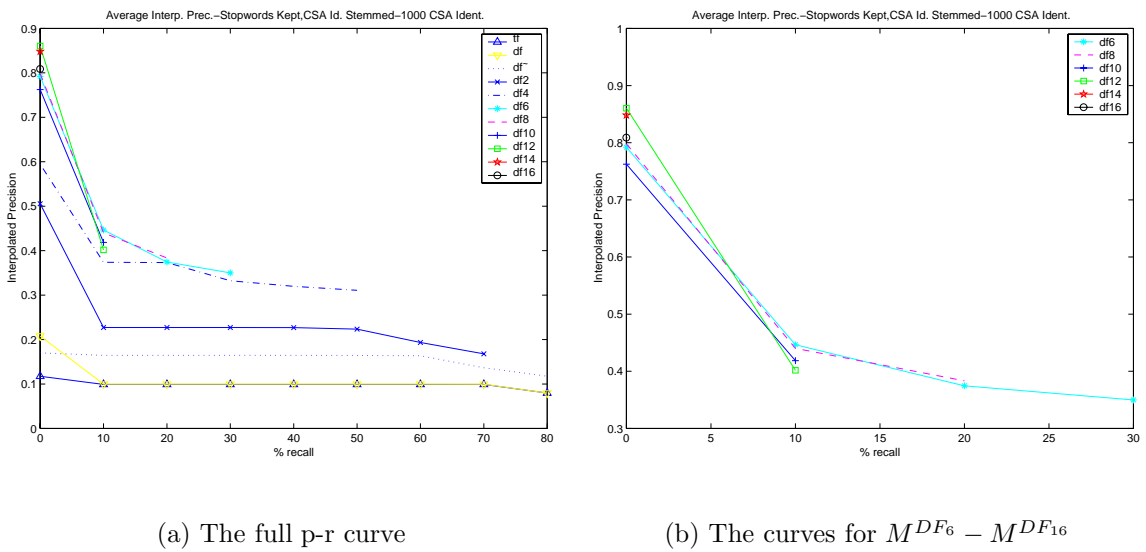 Average Interp. Prec.−Stopwords Kept,CSA Id. Stemmed−1000 CSA Ident.
0.9
0.8
0.7
0.6
0.5
0.4
0.3
0.2
0.1
0
Interpolated Precision
0 10 20 30 40 50 60 70 80
% recall
tf
df
df~
df2
df4
df6
df8
df10
df12
df14
df16
(a) The full p-r curve
Average Interp. Prec.−Stopwords Kept,CSA Id. Stemmed−1000 CSA Ident.
1
0.9
0.8
0.7
0.6
0.5
0.4
0.3
Interpolated Precision
0 5 10 15 20 25 30
% recall
df6
df8
df10
df12
df14
df16
(b) The curves for M^{DF_6} − M^{DF_{16}}